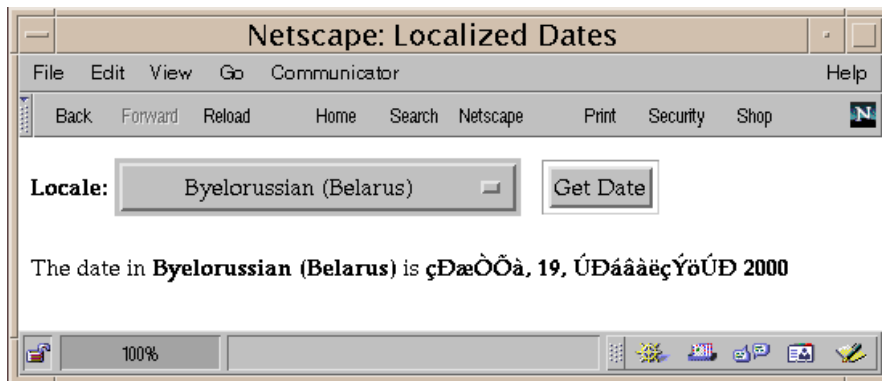 Netscape: Localized Dates
File Edit View Go Communicator Help
Back Forward Reload Home Search Netscape Print Security Shop N
Locale: Byelorussian (Belarus) Get Date
The date in Byelorussian (Belarus) is çÐæÒÕà, 19, ÚÐáâàëçÝöÚÐ 2000
100%